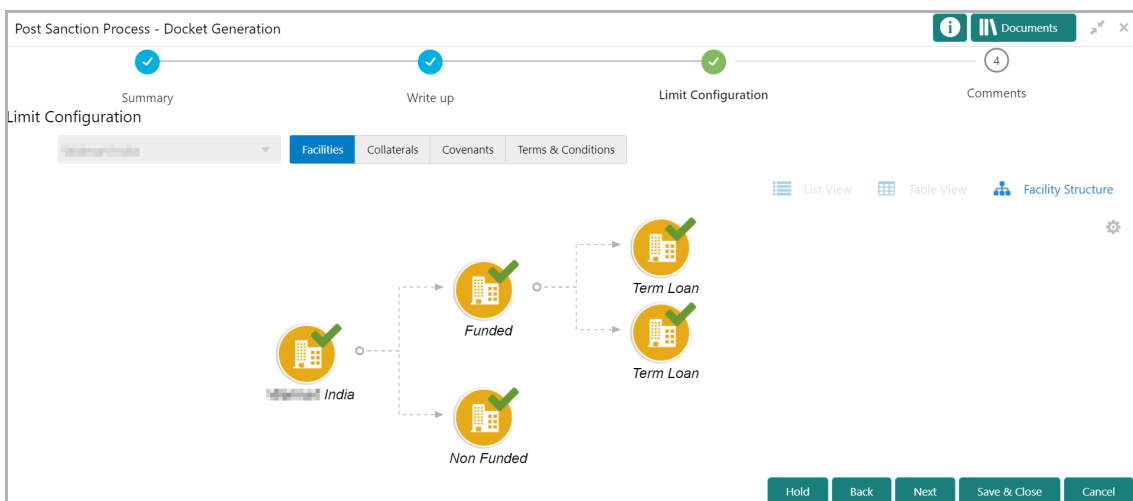 Post Sanction Process - Docket Generation
Documents
4
Summary
Write up
Limit Configuration
Comments
Limit Configuration
Facilities
Collaterals
Covenants
Terms & Conditions
List View
Table View
Facility Structure
Term Loan
Funded
Term Loan
India
Non Funded
Hold
Back
Next
Save & Close
Cancel